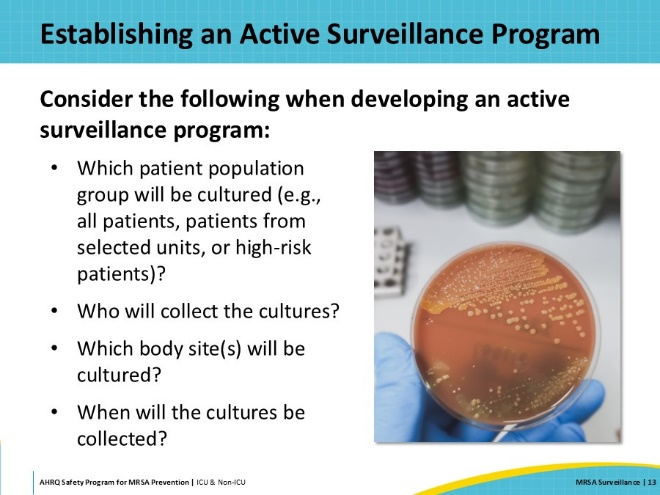 Establishing an Active Surveillance Program
Consider the following when developing an active
surveillance program:
• Which patient population
group will be cultured (e.g.,
all patients, patients from
selected units, or high-risk
patients)?
• Who will collect the cultures?
• Which body site(s) will be
cultured?
• When will the cultures be
collected?
AHRQ Safety Program for MRSA Prevention | ICU & Non-ICU
MRSA Surveillance | 13